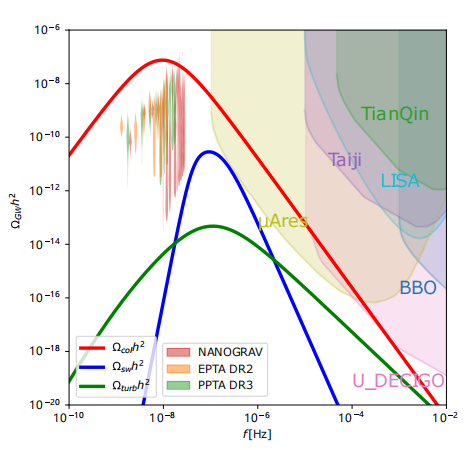 10⁻⁶
10⁻⁸
10⁻¹⁰
10⁻¹²
10⁻¹⁴
10⁻¹⁶
10⁻¹⁸
10⁻²⁰
Ω_GW h²
TianQin
Taiji
LISA
μAres
BBO
U_DECIGO
Ω_col h²
Ω_sw h²
Ω_turb h²
NANOGRAV
EPTA DR2
PPTA DR3
10⁻¹⁰ 10⁻⁸ 10⁻⁶ 10⁻⁴ 10⁻²
f[Hz]